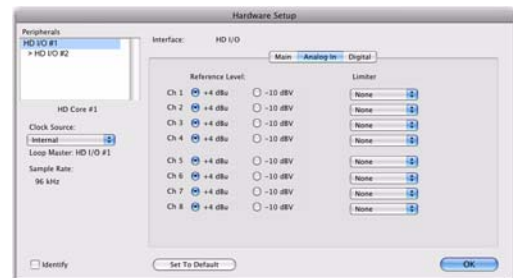 Hardware Setup
Peripherals
HD I/O #1
> HD I/O #2
HD Core #1
Clock Source:
Internal
Loop Master: HD I/O #1
Sample Rate:
96 kHz
Identify
Interface: HD I/O
Main Analog In Digital
Reference Level: Limiter
Ch 1 +4 dBu -10 dBV None
Ch 2 +4 dBu -10 dBV None
Ch 3 +4 dBu -10 dBV None
Ch 4 +4 dBu -10 dBV None
Ch 5 +4 dBu -10 dBV None
Ch 6 +4 dBu -10 dBV None
Ch 7 +4 dBu -10 dBV None
Ch 8 +4 dBu -10 dBV None
Set To Default OK